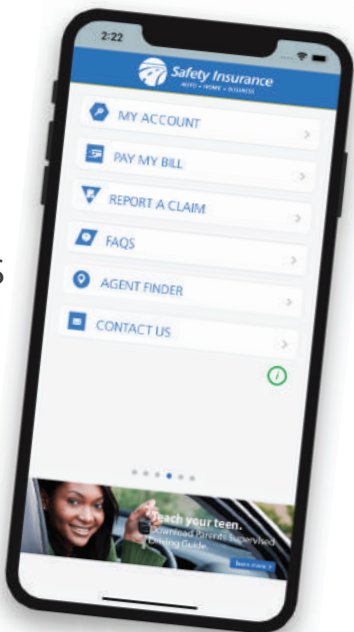 2:22
Safety Insurance
AUTO • HOME • BUSINESS
MY ACCOUNT
PAY MY BILL
REPORT A CLAIM
FAQS
AGENT FINDER
CONTACT US
i
Teach your teen.
Download Parents Supervised
Driving Guide.
learn more >
S